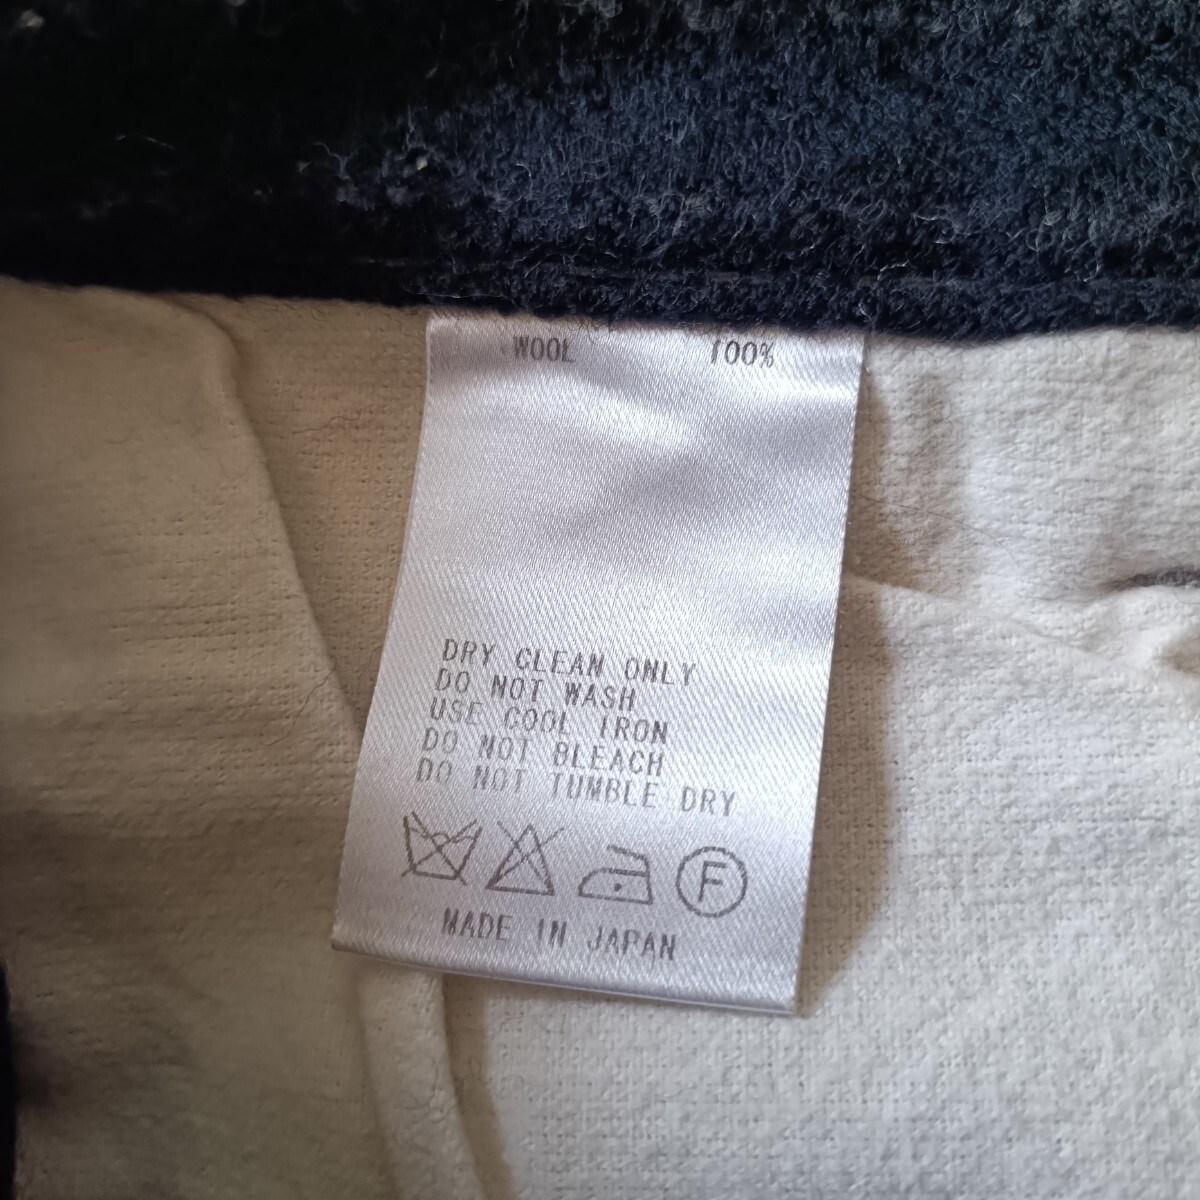 WOOL 100%
DRY CLEAN ONLY
DO NOT WASH
USE COOL IRON
DO NOT BLEACH
DO NOT TUMBLE DRY
F
MADE IN JAPAN